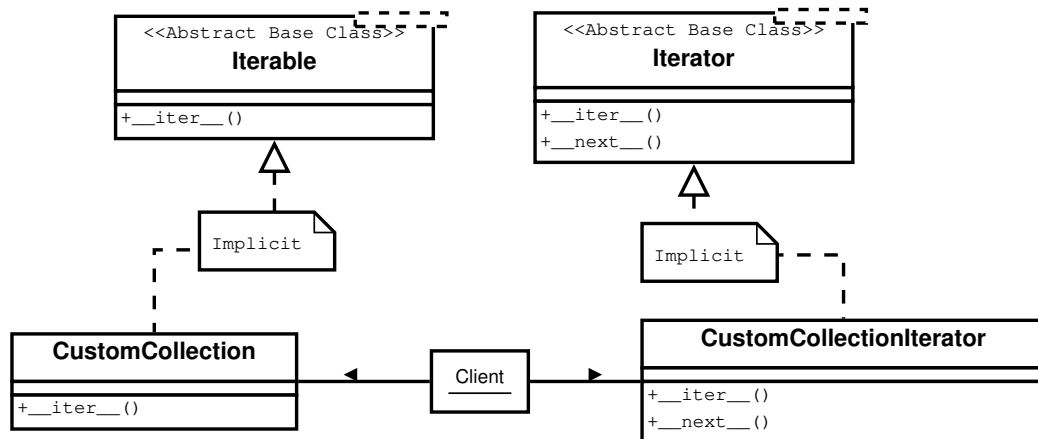 <<Abstract Base Class>>
Iterable
+__iter__()
<<Abstract Base Class>>
Iterator
+__iter__()
+__next__()
Implicit
Implicit
CustomCollection
+__iter__()
Client
CustomCollectionIterator
+__iter__()
+__next__()